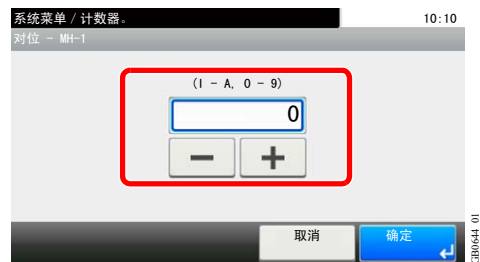 系统菜单 / 计数器。
10:10
对位 - MH-1
(I - A, 0 - 9)
0
取消
确定
GB0644_01